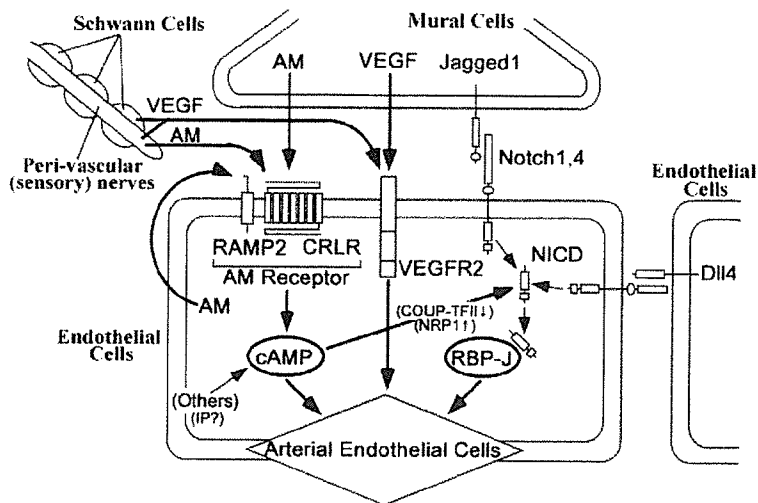 Schwann Cells
Mural Cells
AM
VEGF
Jagged1
VEGF
AM
Peri-vascular
(sensory) nerves
Notch1,4
Endothelial
Cells
RAMP2
CRLR
AM Receptor
VEGFR2
NICD
Dll4
AM
Endothelial
Cells
(COUP-TFII↓)
(NRP1↑)
cAMP
RBP-J
(Others)
(IP?)
Arterial Endothelial Cells